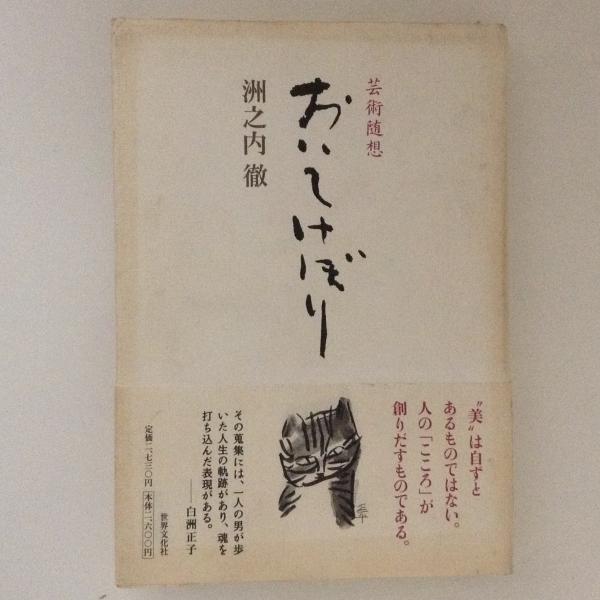 芸術随想
おいてけぼり
洲之内徹
〝美〟は自ずと
あるものではない。
人の「こころ」が
創りだすものである。
その蒐集には、一人の男が歩
いた人生の軌跡があり、魂を
打ち込んだ表現がある。
――白洲正子
世界文化社
定価二、七三〇円 本体二、六〇〇円